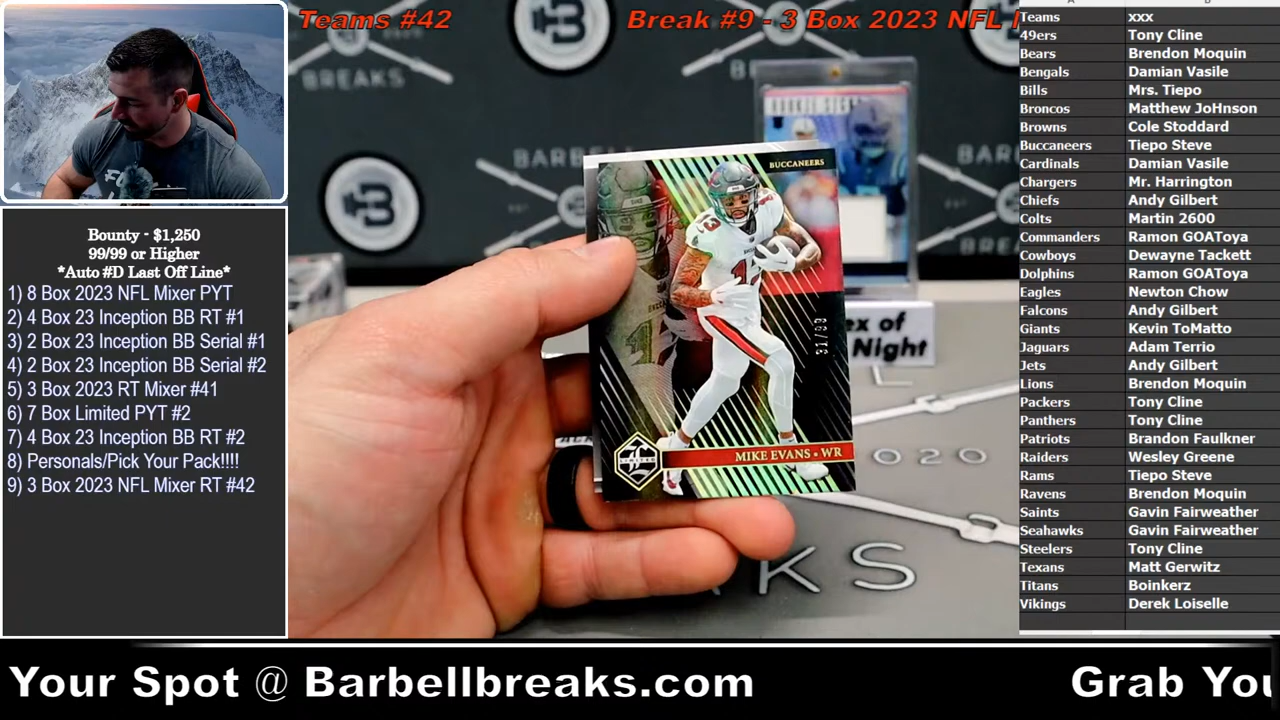 Teams #42
Break #9 - 3 Box 2023 NFL
Bounty - $1,250
99/99 or Higher
*Auto #D Last Off Line*
1) 8 Box 2023 NFL Mixer PYT
2) 4 Box 23 Inception BB RT #1
3) 2 Box 23 Inception BB Serial #1
4) 2 Box 23 Inception BB Serial #2
5) 3 Box 2023 RT Mixer #41
6) 7 Box Limited PYT #2
7) 4 Box 23 Inception BB RT #2
8) Personals/Pick Your Pack!!!!
9) 3 Box 2023 NFL Mixer RT #42
BREAKS
BARBELL
BUCCANEERS
13
LIMITED
MIKE EVANS • WR
ex of
Night
2020
KS
Teams xxx
49ers Tony Cline
Bears Brendon Moquin
Bengals Damian Vasile
Bills Mrs. Tiepo
Broncos Matthew JoHnson
Browns Cole Stoddard
Buccaneers Tiepo Steve
Cardinals Damian Vasile
Chargers Mr. Harrington
Chiefs Andy Gilbert
Colts Martin 2600
Commanders Ramon GOAToya
Cowboys Dewayne Tackett
Dolphins Ramon GOAToya
Eagles Newton Chow
Falcons Andy Gilbert
Giants Kevin ToMatto
Jaguars Adam Terrio
Jets Andy Gilbert
Lions Brendon Moquin
Packers Tony Cline
Panthers Tony Cline
Patriots Brandon Faulkner
Raiders Wesley Greene
Rams Tiepo Steve
Ravens Brendon Moquin
Saints Gavin Fairweather
Seahawks Gavin Fairweather
Steelers Tony Cline
Texans Matt Gerwitz
Titans Boinkerz
Vikings Derek Loiselle
Your Spot @ Barbellbreaks.com
Grab You